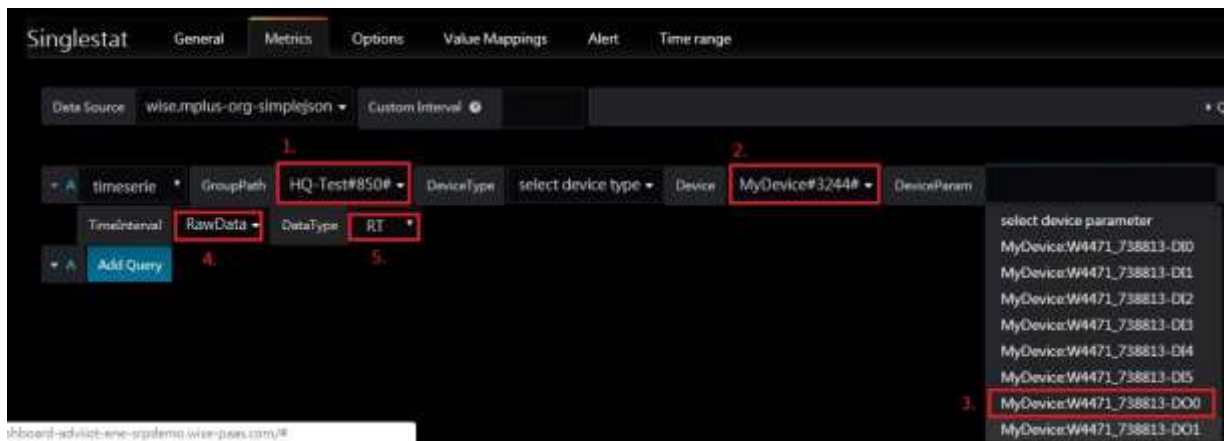 Singlestat General Metrics Options Value Mappings Alert Time range
Data Source wise.mplus-org-simplejson Custom Interval
1. 2.
A timeserie GroupPath HQ-Test#850# DeviceType select device type Device MyDevice#3244# DeviceParam
TimeInterval RawData DataType RT
4. 5.
A Add Query
select device parameter
MyDevice:W4471_738813-DI0
MyDevice:W4471_738813-DI1
MyDevice:W4471_738813-DI2
MyDevice:W4471_738813-DI3
MyDevice:W4471_738813-DI4
MyDevice:W4471_738813-DI5
3. MyDevice:W4471_738813-DO0
MyDevice:W4471_738813-DO1